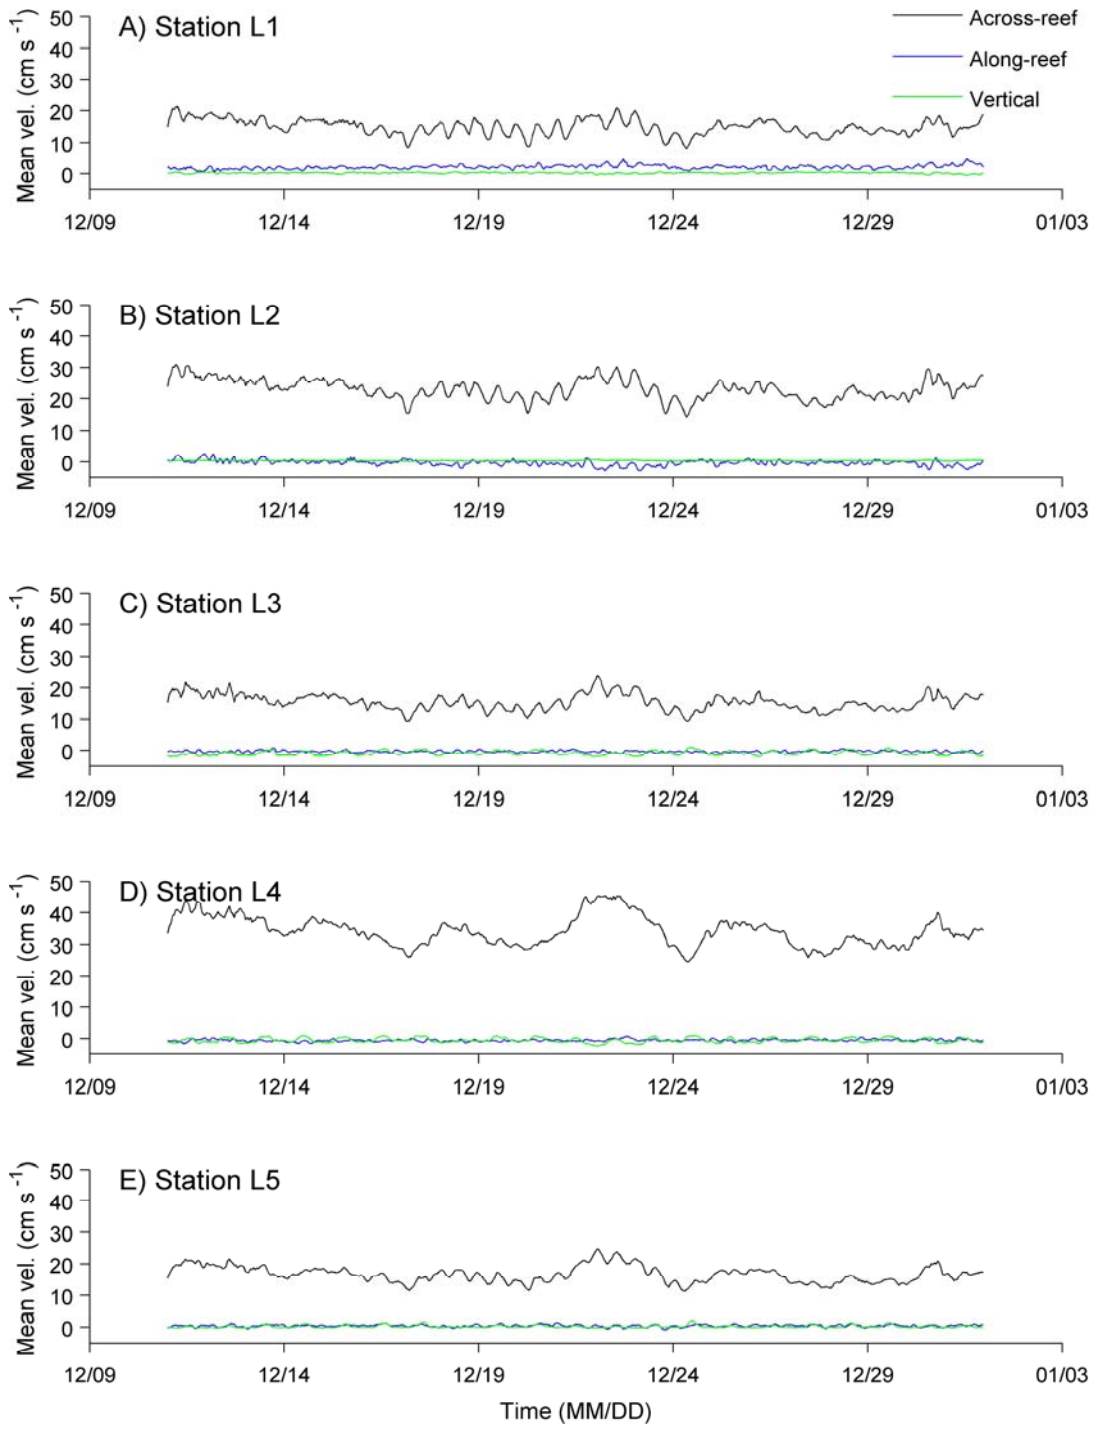 A) Station L1
Across-reef
Along-reef
Vertical
Mean vel. (cm s -1)
50
40
30
20
10
0
12/09 12/14 12/19 12/24 12/29 01/03
B) Station L2
Mean vel. (cm s -1)
50
40
30
20
10
0
12/09 12/14 12/19 12/24 12/29 01/03
C) Station L3
Mean vel. (cm s -1)
50
40
30
20
10
0
12/09 12/14 12/19 12/24 12/29 01/03
D) Station L4
Mean vel. (cm s -1)
50
40
30
20
10
0
12/09 12/14 12/19 12/24 12/29 01/03
E) Station L5
Mean vel. (cm s -1)
50
40
30
20
10
0
12/09 12/14 12/19 12/24 12/29 01/03
Time (MM/DD)